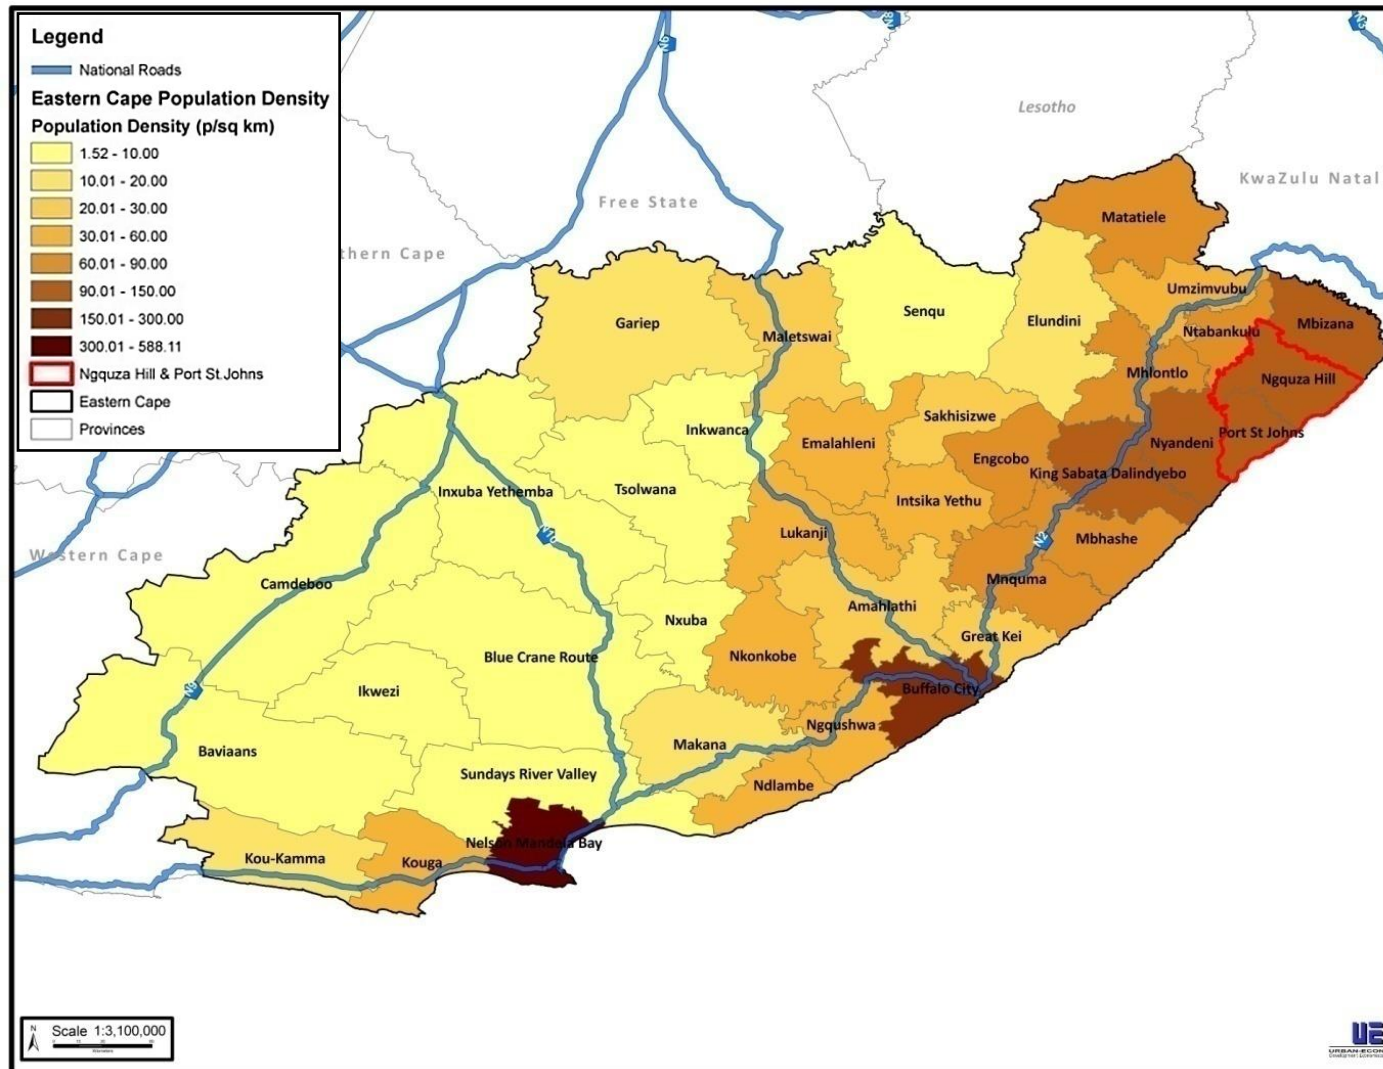 Legend
National Roads
Eastern Cape Population Density
Population Density (p/sq km)
1.52 - 10.00
10.01 - 20.00
20.01 - 30.00
30.01 - 60.00
60.01 - 90.00
90.01 - 150.00
150.01 - 300.00
300.01 - 588.11
Ngquza Hill & Port St.Johns
Eastern Cape
Provinces
N8
N6
Lesotho
KwaZulu Natal
Free State
thern Cape
Western Cape
Matatiele
Umzimvubu
Senqu
Elundini
Gariep
Maletswai
Ntabankulu
Mbizana
Mhlontlo
Ngquza Hill
Sakhisizwe
Inkwanca
Emalahleni
Port St Johns
Nyandeni
Engcobo
King Sabata Dalindyebo
Inxuba Yethemba
Tsolwana
Intsika Yethu
Lukanji
N10
N2
Mbhashe
Camdeboo
Mnquma
Amahlathi
Nxuba
Great Kei
Blue Crane Route
Nkonkobe
Ikwezi
N9
Buffalo City
Ngqushwa
Makana
Baviaans
Sundays River Valley
Ndlambe
Nelson Mandela Bay
Kou-Kamma
Kouga
N
Scale 1:3,100,000
UE